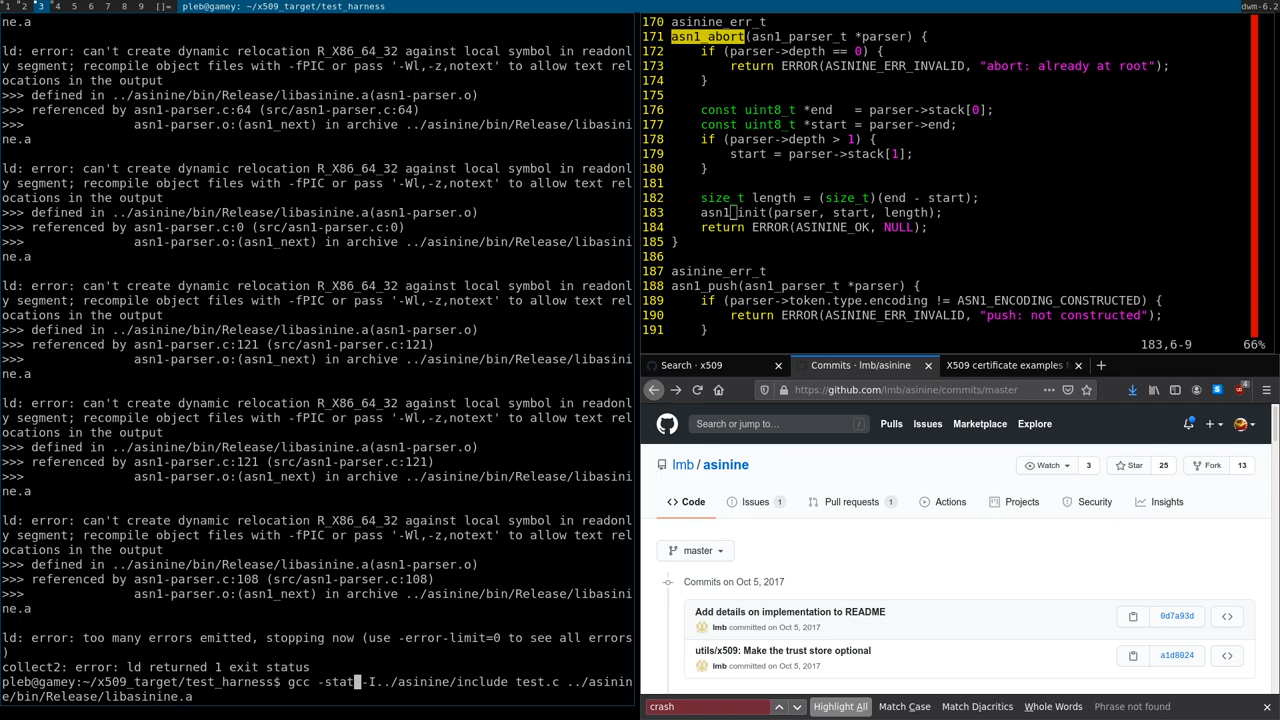 1 2 3 4 5 6 7 8 9 []= pleb@gamey: ~/x509_target/test_harness dwm-6.2
ne.a
ld: error: can't create dynamic relocation R_X86_64_32 against local symbol in readonl
y segment; recompile object files with -fPIC or pass '-Wl,-z,notext' to allow text rel
ocations in the output
>>> defined in ../asinine/bin/Release/libasinine.a(asn1-parser.o)
>>> referenced by asn1-parser.c:64 (src/asn1-parser.c:64)
>>>               asn1-parser.o:(asn1_next) in archive ../asinine/bin/Release/libasini
ne.a
ld: error: can't create dynamic relocation R_X86_64_32 against local symbol in readonl
y segment; recompile object files with -fPIC or pass '-Wl,-z,notext' to allow text rel
ocations in the output
>>> defined in ../asinine/bin/Release/libasinine.a(asn1-parser.o)
>>> referenced by asn1-parser.c:0 (src/asn1-parser.c:0)
>>>               asn1-parser.o:(asn1_next) in archive ../asinine/bin/Release/libasini
ne.a
ld: error: can't create dynamic relocation R_X86_64_32 against local symbol in readonl
y segment; recompile object files with -fPIC or pass '-Wl,-z,notext' to allow text rel
ocations in the output
>>> defined in ../asinine/bin/Release/libasinine.a(asn1-parser.o)
>>> referenced by asn1-parser.c:121 (src/asn1-parser.c:121)
>>>               asn1-parser.o:(asn1_next) in archive ../asinine/bin/Release/libasini
ne.a
ld: error: can't create dynamic relocation R_X86_64_32 against local symbol in readonl
y segment; recompile object files with -fPIC or pass '-Wl,-z,notext' to allow text rel
ocations in the output
>>> defined in ../asinine/bin/Release/libasinine.a(asn1-parser.o)
>>> referenced by asn1-parser.c:121 (src/asn1-parser.c:121)
>>>               asn1-parser.o:(asn1_next) in archive ../asinine/bin/Release/libasini
ne.a
ld: error: can't create dynamic relocation R_X86_64_32 against local symbol in readonl
y segment; recompile object files with -fPIC or pass '-Wl,-z,notext' to allow text rel
ocations in the output
>>> defined in ../asinine/bin/Release/libasinine.a(asn1-parser.o)
>>> referenced by asn1-parser.c:108 (src/asn1-parser.c:108)
>>>               asn1-parser.o:(asn1_next) in archive ../asinine/bin/Release/libasini
ne.a
ld: error: too many errors emitted, stopping now (use -error-limit=0 to see all errors
)
collect2: error: ld returned 1 exit status
pleb@gamey:~/x509_target/test_harness$ gcc -stat -I../asinine/include test.c ../asinin
e/bin/Release/libasinine.a
170 asinine_err_t
171 asn1_abort(asn1_parser_t *parser) {
172     if (parser->depth == 0) {
173         return ERROR(ASININE_ERR_INVALID, "abort: already at root");
174     }
175
176     const uint8_t *end   = parser->stack[0];
177     const uint8_t *start = parser->end;
178     if (parser->depth > 1) {
179         start = parser->stack[1];
180     }
181
182     size_t length = (size_t)(end - start);
183     asn1_init(parser, start, length);
184     return ERROR(ASININE_OK, NULL);
185 }
186
187 asinine_err_t
188 asn1_push(asn1_parser_t *parser) {
189     if (parser->token.type.encoding != ASN1_ENCODING_CONSTRUCTED) {
190         return ERROR(ASININE_ERR_INVALID, "push: not constructed");
191     }
183,6-9 66%
Search · x509 Commits · lmb/asinine X509 certificate examples f
https://github.com/lmb/asinine/commits/master 4
Search or jump to... / Pulls Issues Marketplace Explore
lmb / asinine Watch 3 Star 25 Fork 13
Code Issues 1 Pull requests 1 Actions Projects Security Insights
master
Commits on Oct 5, 2017
Add details on implementation to README
lmb committed on Oct 5, 2017 0d7a93d
utils/x509: Make the trust store optional
lmb committed on Oct 5, 2017 a1d8024
crash Highlight All Match Case Match Diacritics Whole Words Phrase not found